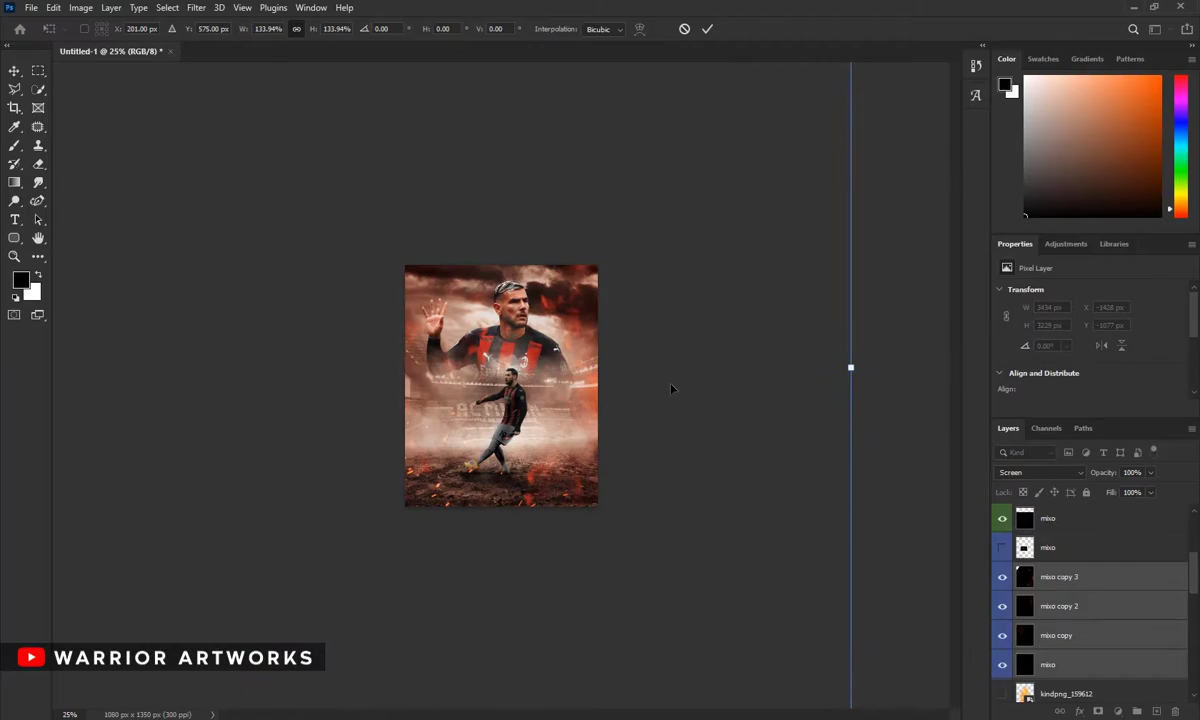 Ps File Edit Image Layer Type Select Filter 3D View Plugins Window Help
X: 201.00 px Y: 575.00 px W: 133.94% H: 133.94% 0.00 ° H: 0.00 ° V: 0.00 ° Interpolation: Bicubic
Untitled-1 @ 25% (RGB/8) * ×
Color Swatches Gradients Patterns
Properties Adjustments Libraries
Pixel Layer
Transform
W 3434 px X -1428 px
H 3229 px Y -1077 px
0.00°
Align and Distribute
Align:
Layers Channels Paths
Kind
Screen Opacity: 100%
Lock: Fill: 100%
mixo
mixo
mixo copy 3
mixo copy 2
mixo copy
mixo
kindpng_159612
WARRIOR ARTWORKS
25% 1080 px x 1350 px (300 ppi)